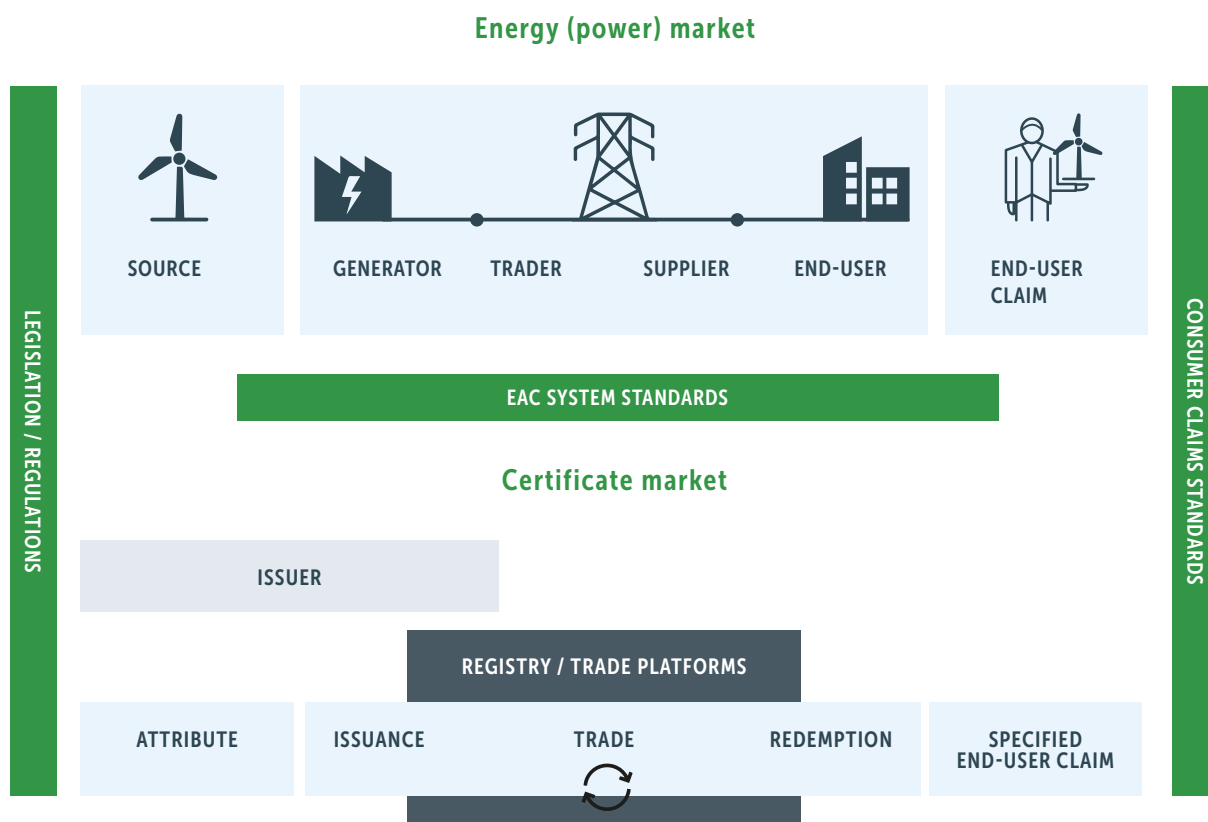 Energy (power) market
LEGISLATION / REGULATIONS
SOURCE
GENERATOR
TRADER
SUPPLIER
END-USER
END-USER
CLAIM
CONSUMER CLAIMS STANDARDS
EAC SYSTEM STANDARDS
Certificate market
ISSUER
REGISTRY / TRADE PLATFORMS
ATTRIBUTE
ISSUANCE
TRADE
REDEMPTION
SPECIFIED
END-USER CLAIM